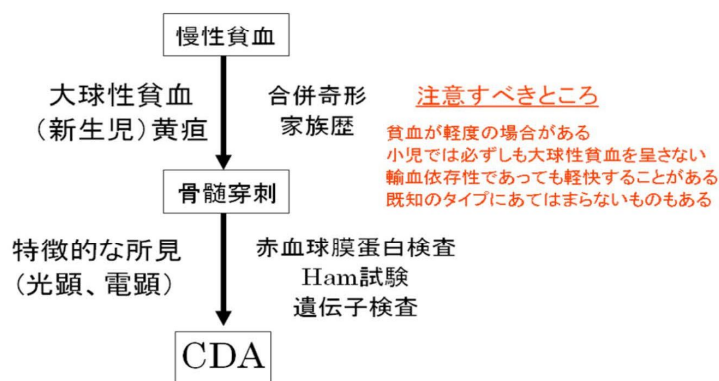 慢性貧血
大球性貧血
（新生児）黄疸
合併奇形
家族歴
注意すべきところ
貧血が軽度の場合がある
小児では必ずしも大球性貧血を呈さない
輸血依存性であっても軽快することがある
既知のタイプにあてはまらないものもある
骨髄穿刺
特徴的な所見
（光顕、電顕）
赤血球膜蛋白検査
Ham試験
遺伝子検査
CDA